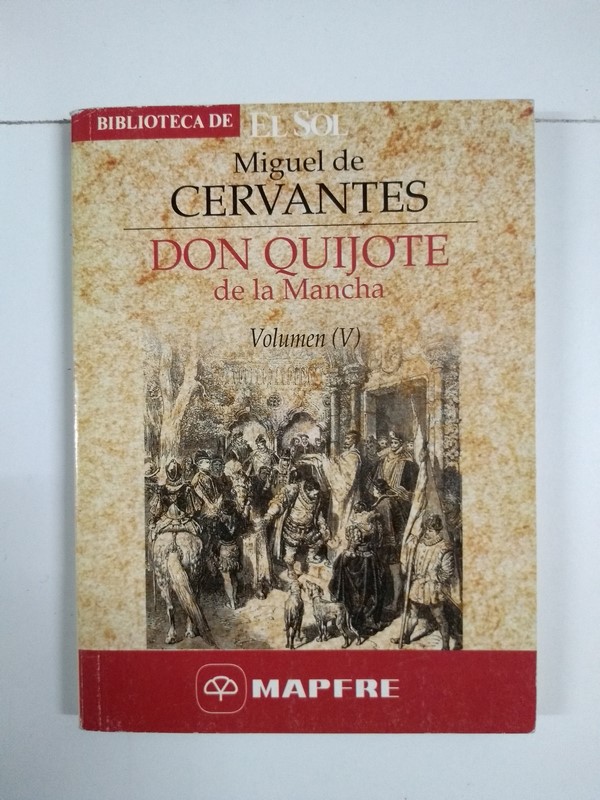 BIBLIOTECA DE EL SOL
Miguel de
CERVANTES
DON QUIJOTE
de la Mancha
Volumen (V)
MAPFRE